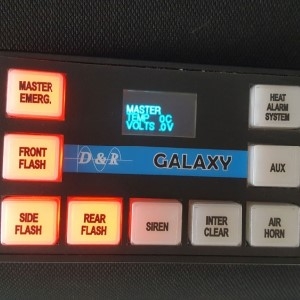 MASTER
EMERG.
MASTER
TEMP 0C
VOLTS .0V
HEAT
ALARM
SYSTEM
FRONT
FLASH
D&R
GALAXY
AUX
SIDE
FLASH
REAR
FLASH
SIREN
INTER
CLEAR
AIR
HORN